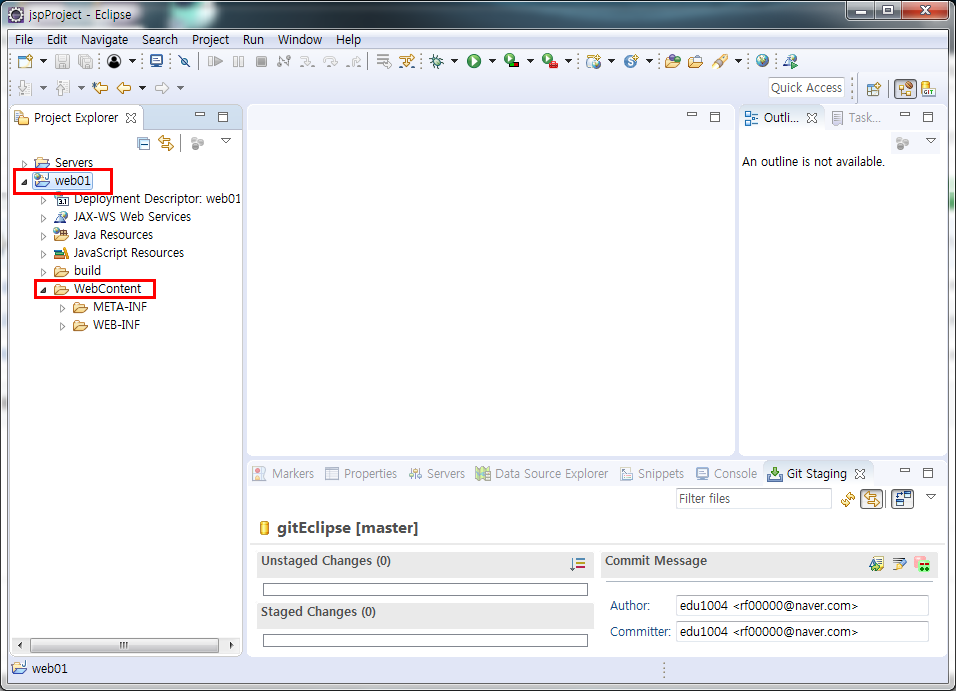 jspProject - Eclipse
File Edit Navigate Search Project Run Window Help
Quick Access
Project Explorer
Servers
web01
Deployment Descriptor: web01
JAX-WS Web Services
Java Resources
JavaScript Resources
build
WebContent
META-INF
WEB-INF
Outli... Task...
An outline is not available.
Markers Properties Servers Data Source Explorer Snippets Console Git Staging
Filter files
gitEclipse [master]
Unstaged Changes (0)
Staged Changes (0)
Commit Message
Author: edu1004 <rf00000@naver.com>
Committer: edu1004 <rf00000@naver.com>
web01